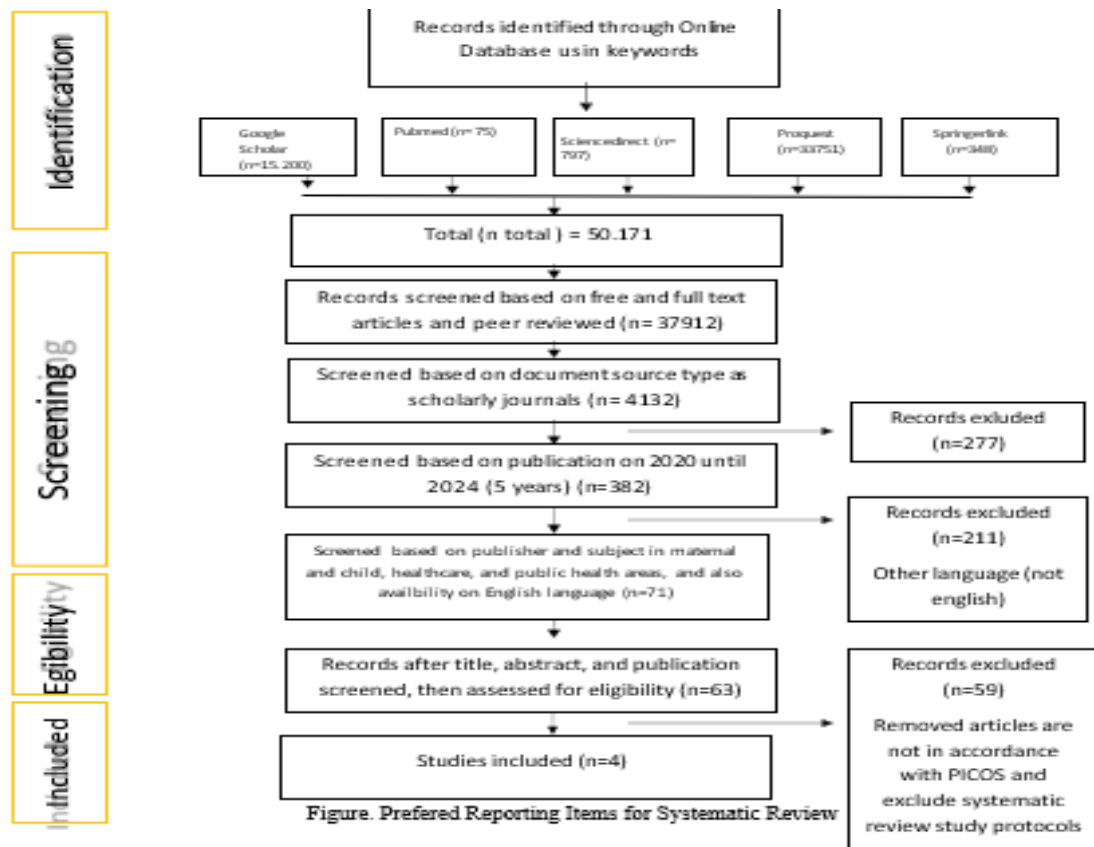 Identification
Records identified through Online
Database usin keywords
Google
Scholar
(n=15.200)
Pubmed (n= 75)
Sciencedirect (n=
797)
Proquest
(n=33751)
Springerlink
(n=348)
Total (n total ) = 50.171
Screening
Records screened based on free and full text
articles and peer reviewed (n= 37912)
Screened based on document source type as
scholarly journals (n= 4132)
Records exluded
(n=277)
Screened based on publication on 2020 until
2024 (5 years) (n=382)
Records excluded
(n=211)
Other language (not
english)
Screened based on publisher and subject in maternal
and child, healthcare, and public health areas, and also
availbility on English language (n=71)
Egibility
Records after title, abstract, and publication
screened, then assessed for eligibility (n=63)
Records excluded
(n=59)
Removed articles are
not in accordance
with PICOS and
exclude systematic
review study protocols
Included
Studies included (n=4)
Figure. Prefered Reporting Items for Systematic Review